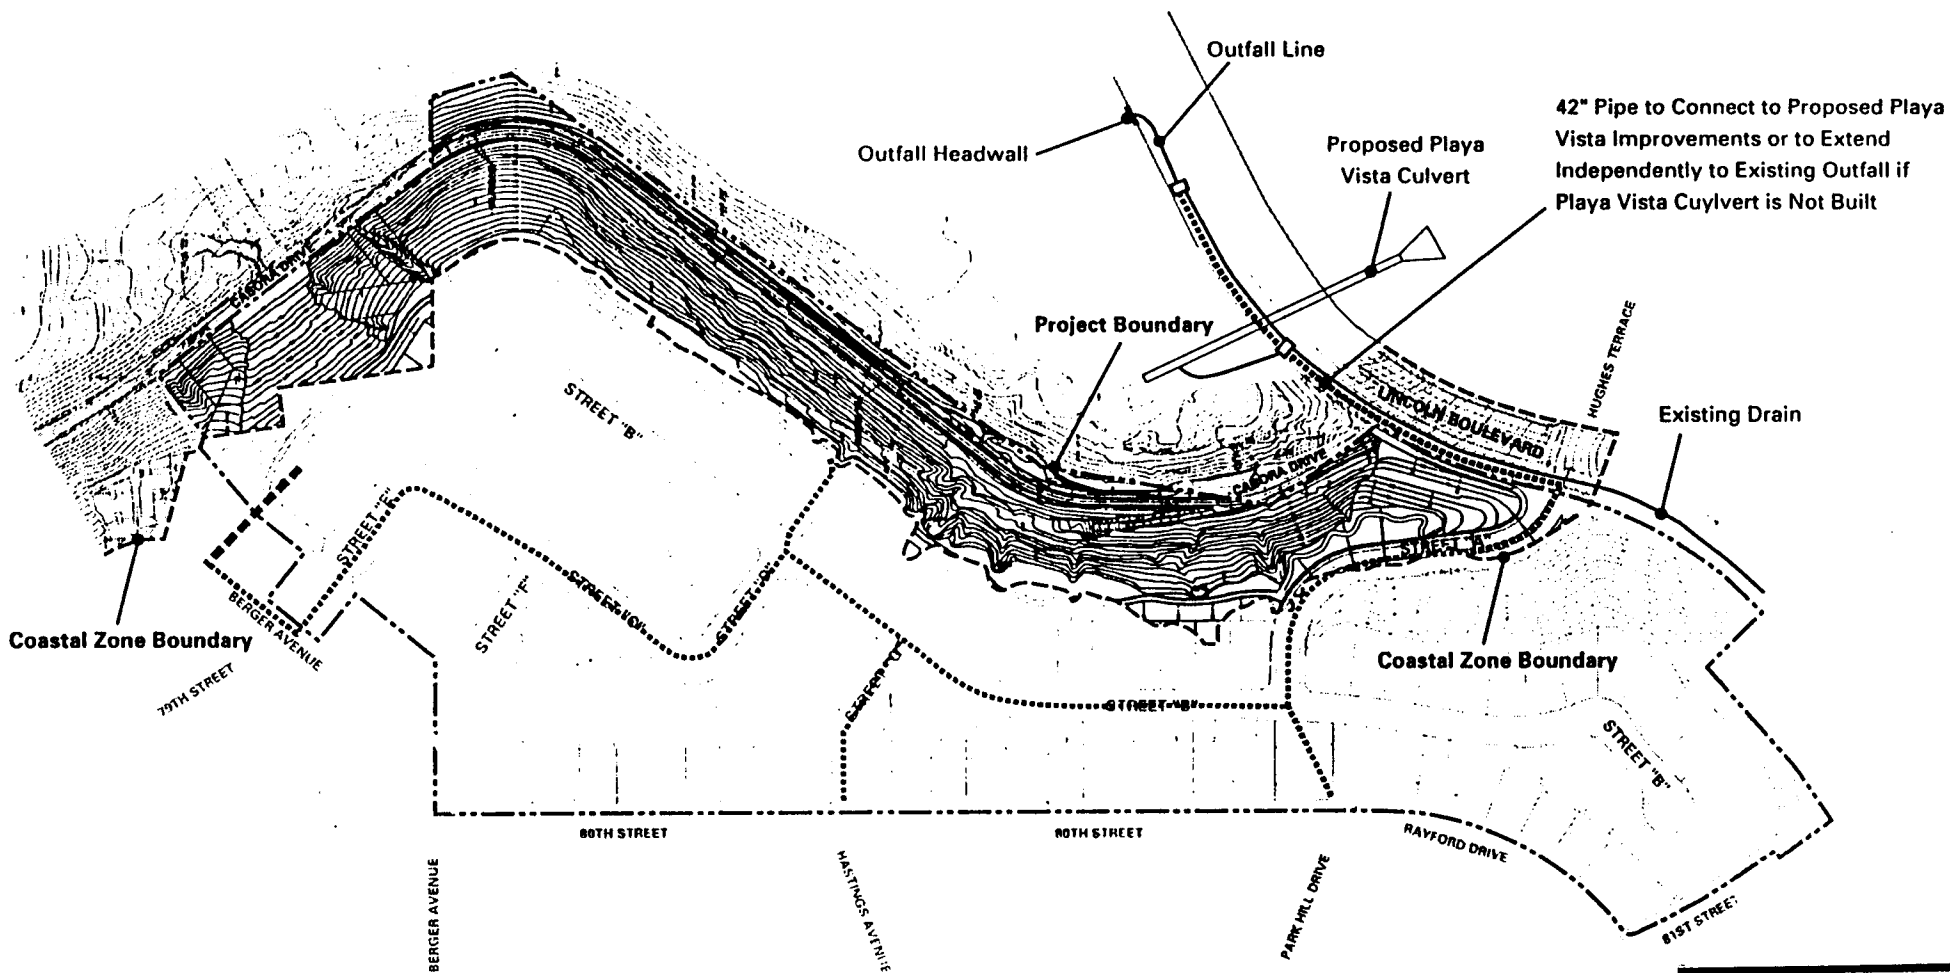 Outfall Line
42" Pipe to Connect to Proposed Playa
Vista Improvements or to Extend
Independently to Existing Outfall if
Playa Vista Cuylvert is Not Built
Outfall Headwall
Proposed Playa
Vista Culvert
CABORA DRIVE
Project Boundary
HUGHES TERRACE
LINCOLN BOULEVARD
Existing Drain
STREET "B"
CABORA DRIVE
STREET "E"
STREET "A"
STREET "D"
STREET "F"
BERGER AVENUE
Coastal Zone Boundary
79TH STREET
Coastal Zone Boundary
STREET "B"
STREET "B"
80TH STREET
80TH STREET
RAYFORD DRIVE
BERGER AVENUE
HASTINGS AVENUE
PARK HILL DRIVE
81ST STREET